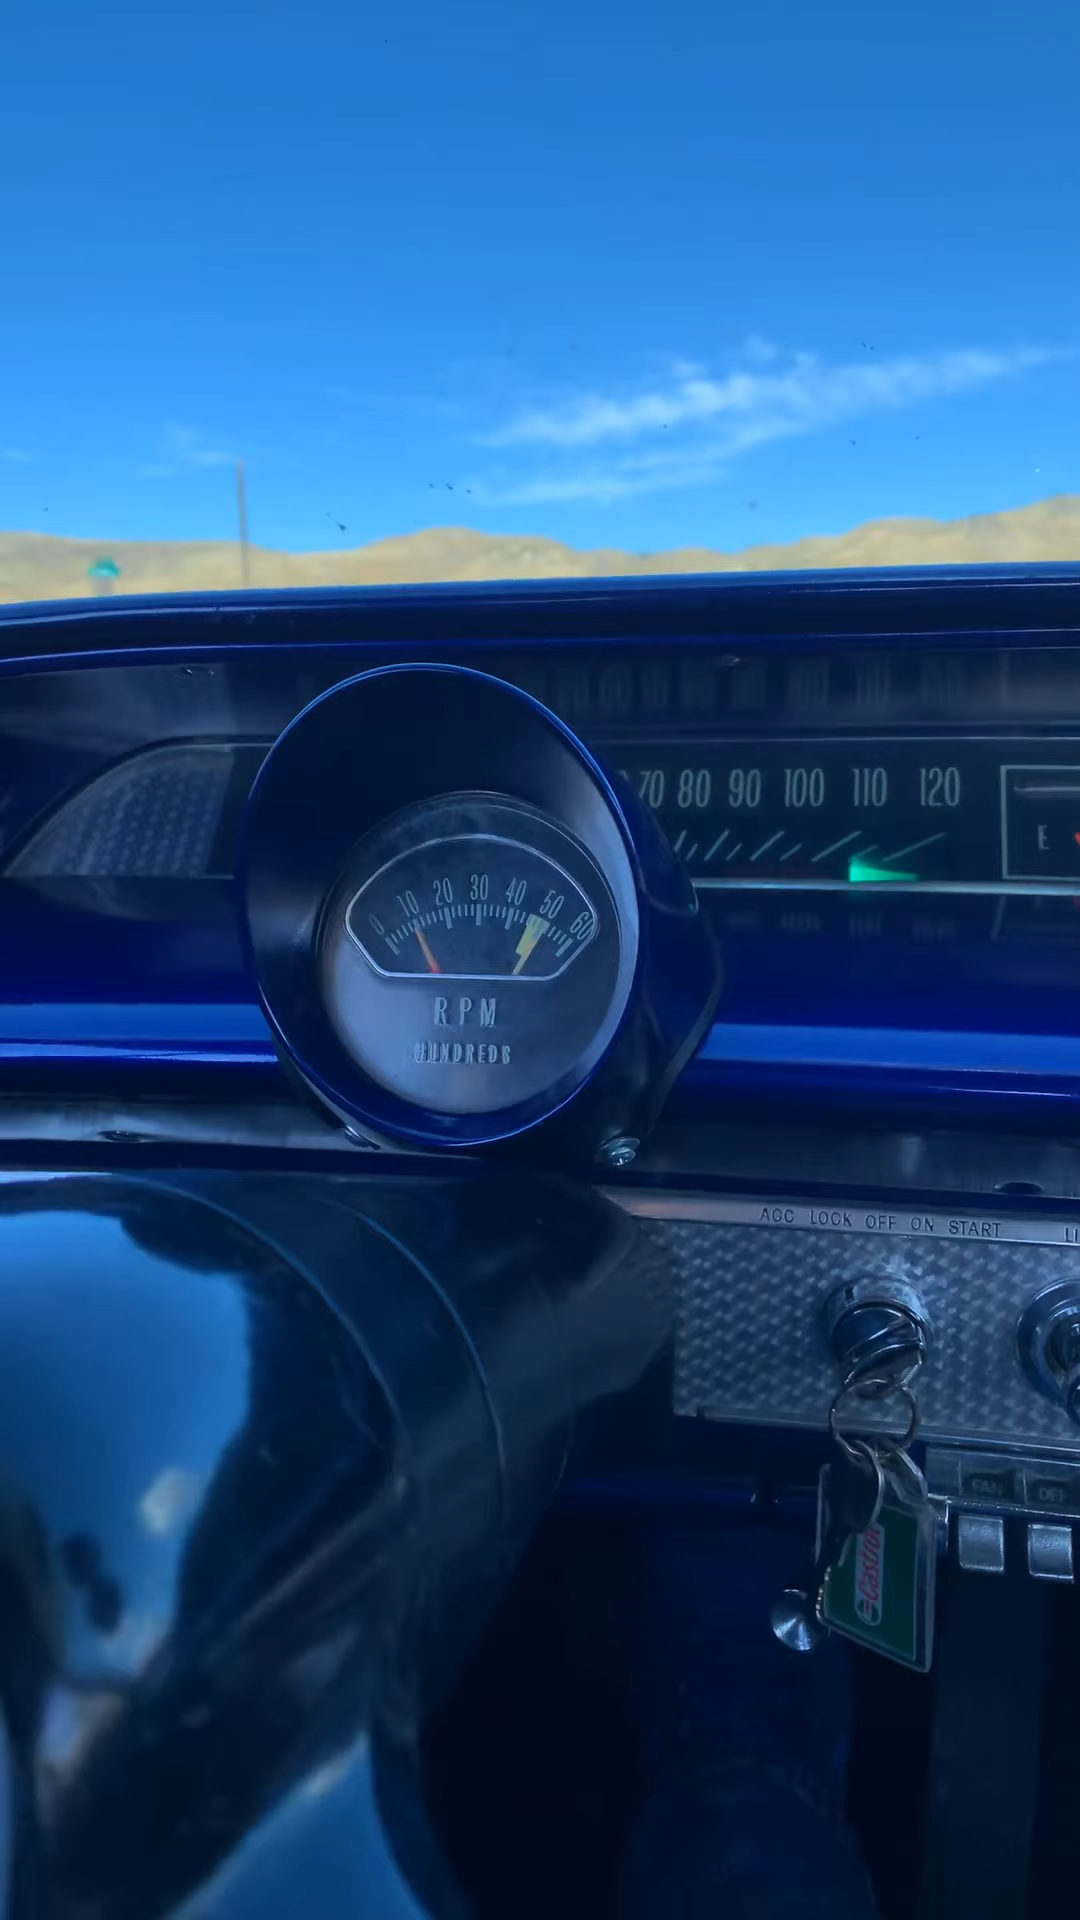 70 80 90 100 110 120
E
0 10 20 30 40 50 60
RPM
HUNDREDS
ACC LOCK OFF ON START
FAN
Castrol